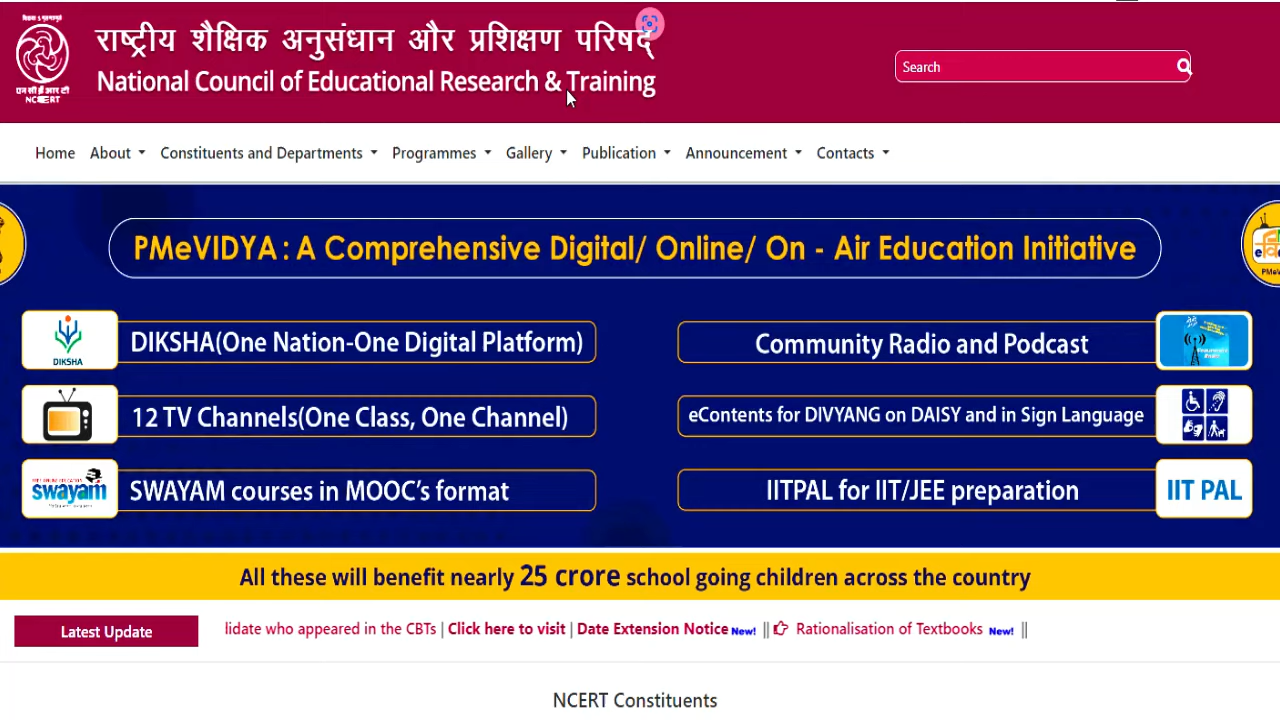 राष्ट्रीय शैक्षिक अनुसंधान और प्रशिक्षण परिषद्
National Council of Educational Research & Training
एन सी ई आर टी
NCERT
Search
Home About Constituents and Departments Programmes Gallery Publication Announcement Contacts
PMeVIDYA : A Comprehensive Digital/ Online/ On - Air Education Initiative
DIKSHA
DIKSHA(One Nation-One Digital Platform)
Community Radio and Podcast
12 TV Channels(One Class, One Channel)
eContents for DIVYANG on DAISY and in Sign Language
swayam
SWAYAM courses in MOOC’s format
IITPAL for IIT/JEE preparation
IIT PAL
All these will benefit nearly 25 crore school going children across the country
Latest Update
lidate who appeared in the CBTs | Click here to visit | Date Extension Notice New! || Rationalisation of Textbooks New! ||
NCERT Constituents